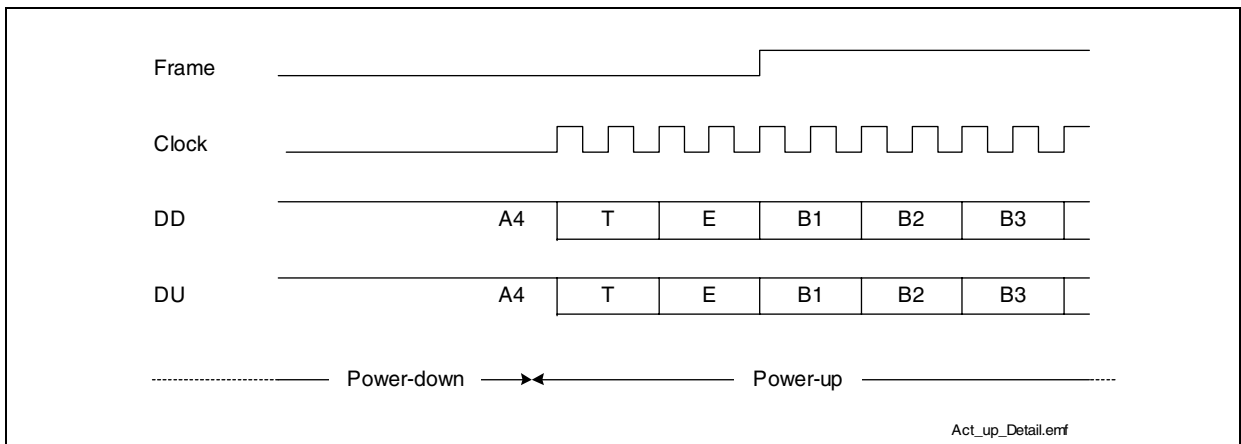 Frame
Clock
DD A4 T E B1 B2 B3
DU A4 T E B1 B2 B3
Power-down Power-up
Act_up_Detail.emf